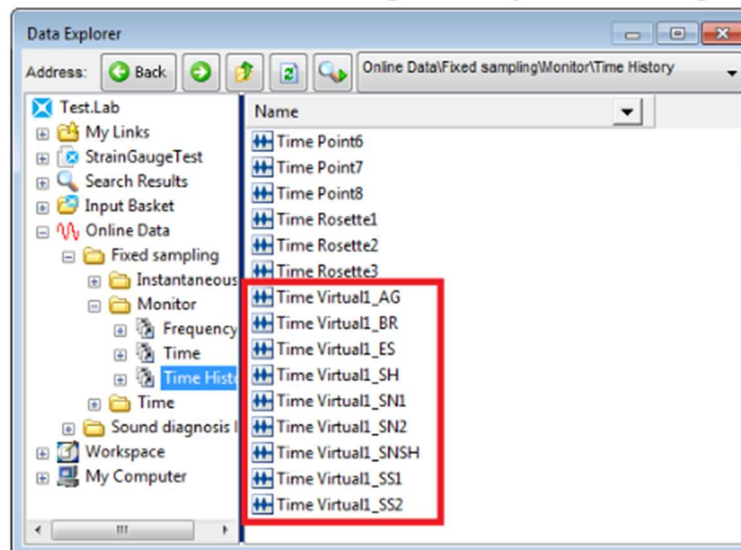 Data Explorer
Address: Back Online Data\Fixed sampling\Monitor\Time History
Test.Lab
My Links
StrainGaugeTest
Search Results
Input Basket
Online Data
Fixed sampling
Instantaneous
Monitor
Frequency
Time
Time Histo
Time
Sound diagnosis
Workspace
My Computer
Name
Time Point6
Time Point7
Time Point8
Time Rosette1
Time Rosette2
Time Rosette3
Time Virtual1_AG
Time Virtual1_BR
Time Virtual1_ES
Time Virtual1_SH
Time Virtual1_SN1
Time Virtual1_SN2
Time Virtual1_SNSH
Time Virtual1_SS1
Time Virtual1_SS2